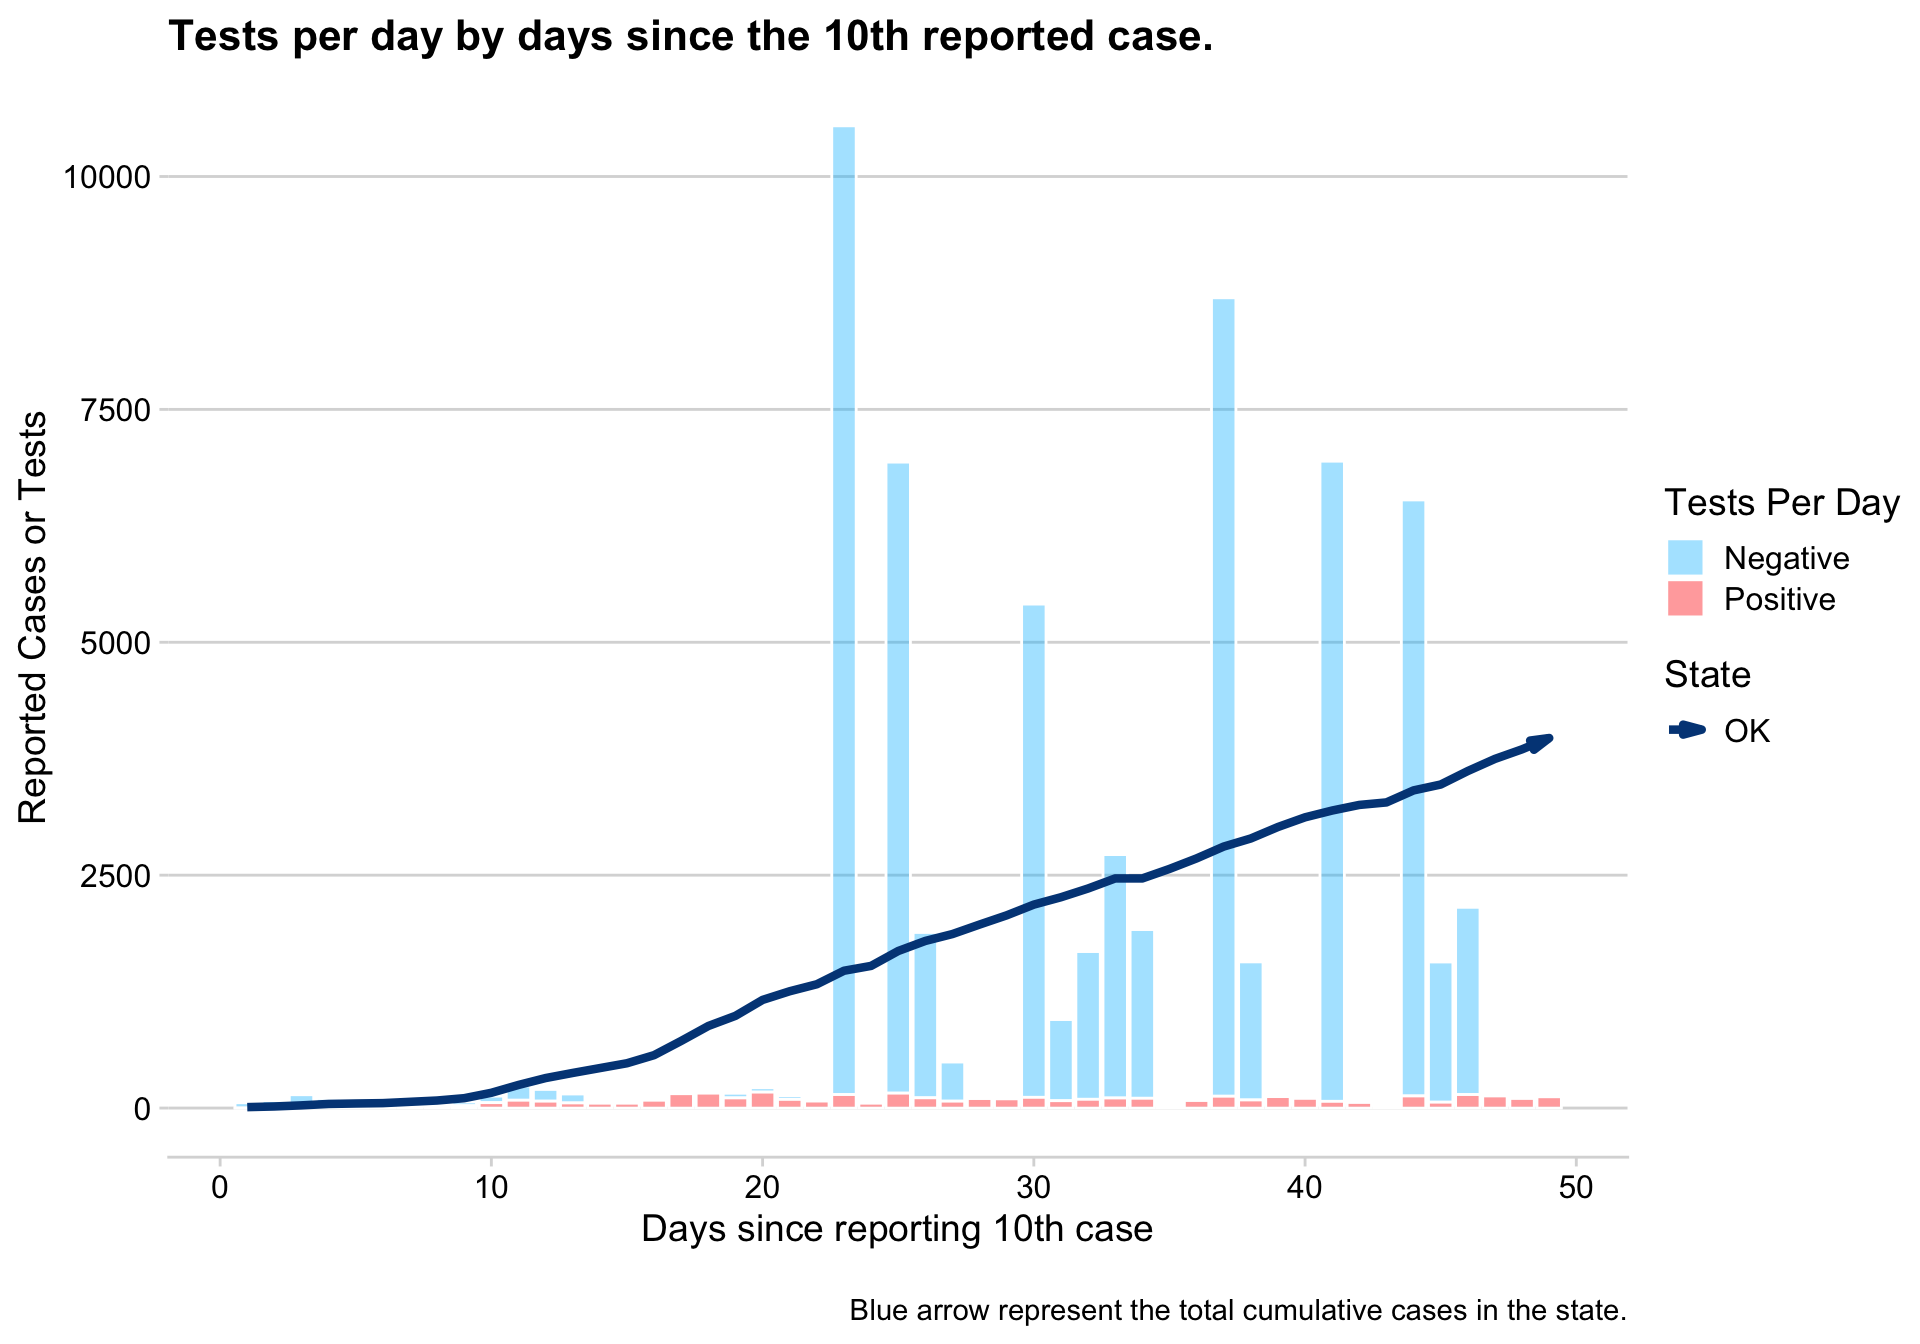 Tests per day by days since the 10th reported case.
10000
7500
5000
2500
0
Reported Cases or Tests
0 10 20 30 40 50
Days since reporting 10th case
Tests Per Day
Negative
Positive
State
OK
Blue arrow represent the total cumulative cases in the state.